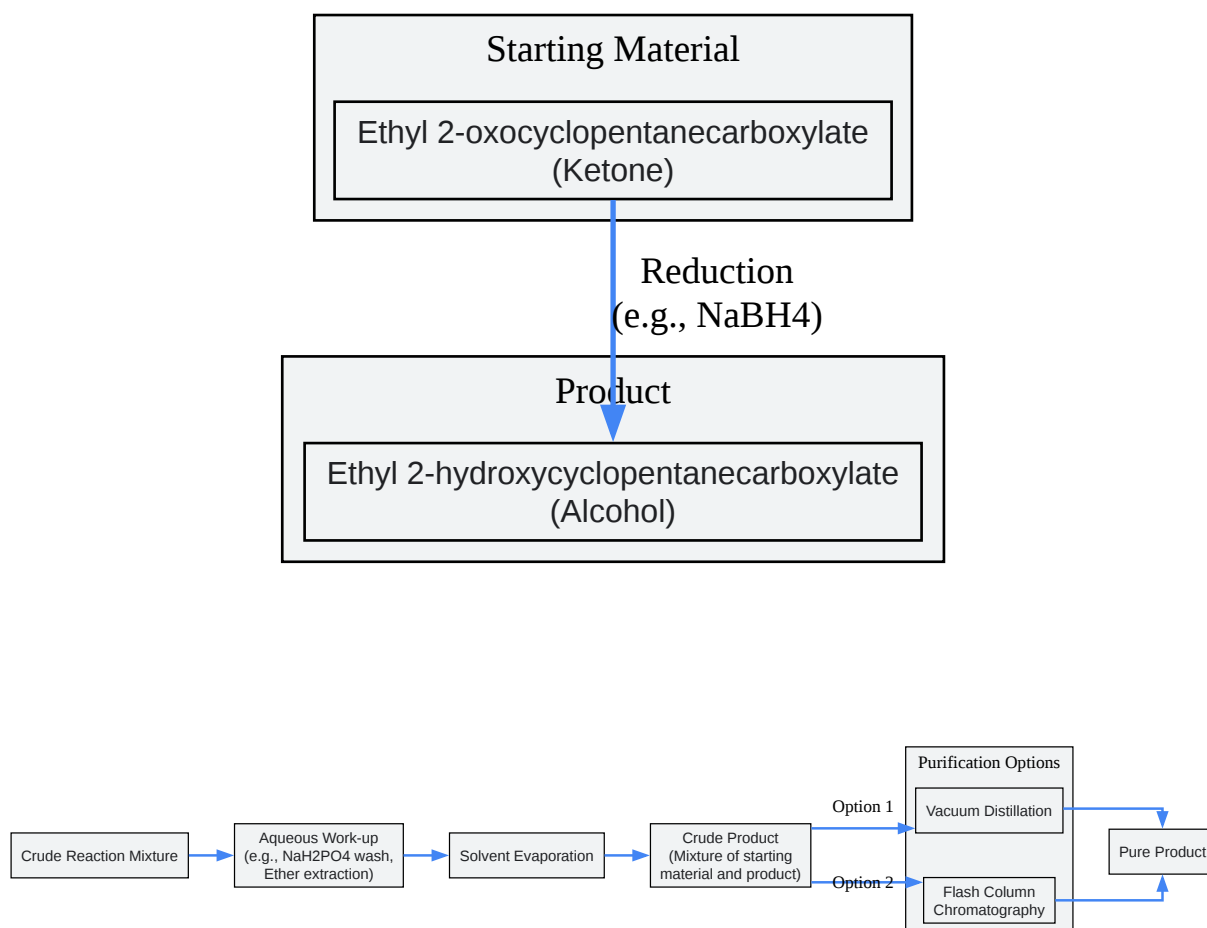 Starting Material
Ethyl 2-oxocyclopentanecarboxylate
(Ketone)
Reduction
(e.g., NaBH4)
Product
Ethyl 2-hydroxycyclopentanecarboxylate
(Alcohol)
Crude Reaction Mixture
Aqueous Work-up
(e.g., NaH2PO4 wash,
Ether extraction)
Solvent Evaporation
Crude Product
(Mixture of starting
material and product)
Option 1
Option 2
Purification Options
Vacuum Distillation
Flash Column
Chromatography
Pure Product